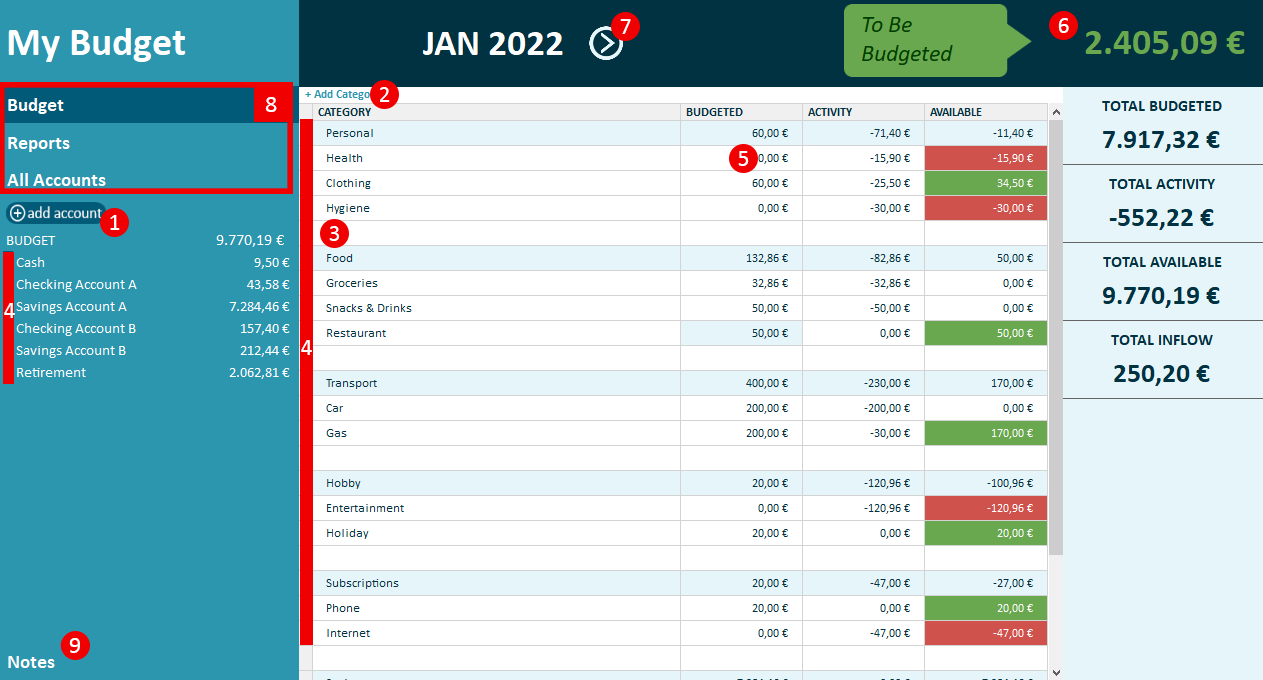 My Budget
JAN 2022
7
To Be
Budgeted
6
2.405,09 €
Budget
8
Reports
All Accounts
add account
1
BUDGET 9.770,19 €
Cash 9,50 €
Checking Account A 43,58 €
4
Savings Account A 7.284,46 €
Checking Account B 157,40 €
Savings Account B 212,44 €
Retirement 2.062,81 €
Notes
9
+ Add Catego
2
CATEGORY BUDGETED ACTIVITY AVAILABLE
Personal 60,00 € -71,40 € -11,40 €
Health 5 0,00 € -15,90 € -15,90 €
Clothing 60,00 € -25,50 € 34,50 €
Hygiene 0,00 € -30,00 € -30,00 €
3
Food 132,86 € -82,86 € 50,00 €
Groceries 32,86 € -32,86 € 0,00 €
Snacks & Drinks 50,00 € -50,00 € 0,00 €
Restaurant 50,00 € 0,00 € 50,00 €
4
Transport 400,00 € -230,00 € 170,00 €
Car 200,00 € -200,00 € 0,00 €
Gas 200,00 € -30,00 € 170,00 €
Hobby 20,00 € -120,96 € -100,96 €
Entertainment 0,00 € -120,96 € -120,96 €
Holiday 20,00 € 0,00 € 20,00 €
Subscriptions 20,00 € -47,00 € -27,00 €
Phone 20,00 € 0,00 € 20,00 €
Internet 0,00 € -47,00 € -47,00 €
TOTAL BUDGETED
7.917,32 €
TOTAL ACTIVITY
-552,22 €
TOTAL AVAILABLE
9.770,19 €
TOTAL INFLOW
250,20 €